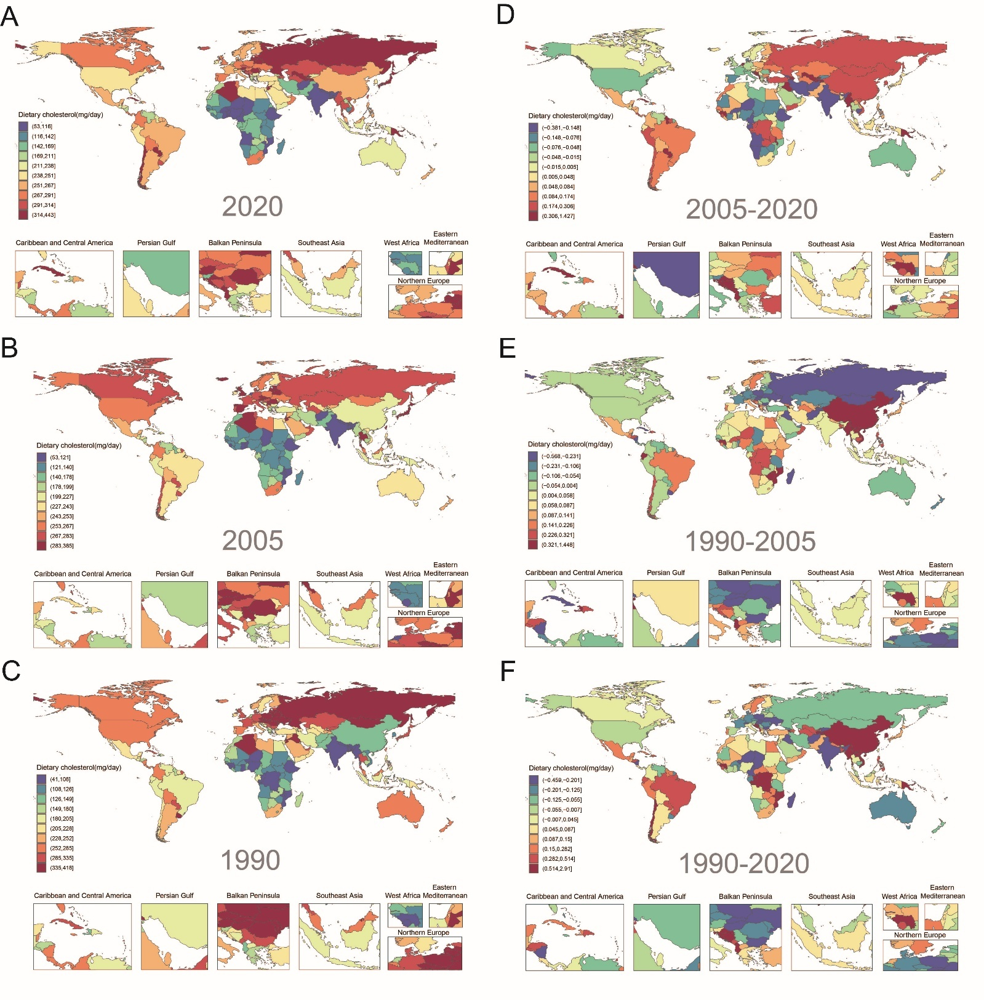 A
Dietary cholesterol(mg/day)
(53,116]
(116,142]
(142,169]
(169,211]
(211,238]
(238,251]
(251,267]
(267,291]
(291,314]
(314,443]
2020
Caribbean and Central America
Persian Gulf
Balkan Peninsula
Southeast Asia
West Africa
Eastern
Mediterranean
Northern Europe
D
Dietary cholesterol(mg/day)
(−0.381,−0.148]
(−0.148,−0.076]
(−0.076,−0.048]
(−0.048,−0.015]
(−0.015,0.005]
(0.005,0.048]
(0.048,0.084]
(0.084,0.174]
(0.174,0.306]
(0.306,1.427]
2005-2020
Caribbean and Central America
Persian Gulf
Balkan Peninsula
Southeast Asia
West Africa
Eastern
Mediterranean
Northern Europe
B
Dietary cholesterol(mg/day)
(53,121]
(121,140]
(140,178]
(178,199]
(199,227]
(227,243]
(243,253]
(253,267]
(267,283]
(283,385]
2005
Caribbean and Central America
Persian Gulf
Balkan Peninsula
Southeast Asia
West Africa
Eastern
Mediterranean
Northern Europe
E
Dietary cholesterol(mg/day)
(−0.568,−0.231]
(−0.231,−0.106]
(−0.106,−0.054]
(−0.054,0.004]
(0.004,0.058]
(0.058,0.087]
(0.087,0.141]
(0.141,0.226]
(0.226,0.321]
(0.321,1.448]
1990-2005
Caribbean and Central America
Persian Gulf
Balkan Peninsula
Southeast Asia
West Africa
Eastern
Mediterranean
Northern Europe
C
Dietary cholesterol(mg/day)
(41,108]
(108,126]
(126,149]
(149,180]
(180,205]
(205,228]
(228,252]
(252,285]
(285,335]
(335,418]
1990
Caribbean and Central America
Persian Gulf
Balkan Peninsula
Southeast Asia
West Africa
Eastern
Mediterranean
Northern Europe
F
Dietary cholesterol(mg/day)
(−0.459,−0.201]
(−0.201,−0.125]
(−0.125,−0.055]
(−0.055,−0.007]
(−0.007,0.045]
(0.045,0.087]
(0.087,0.15]
(0.15,0.282]
(0.282,0.514]
(0.514,2.91]
1990-2020
Caribbean and Central America
Persian Gulf
Balkan Peninsula
Southeast Asia
West Africa
Eastern
Mediterranean
Northern Europe